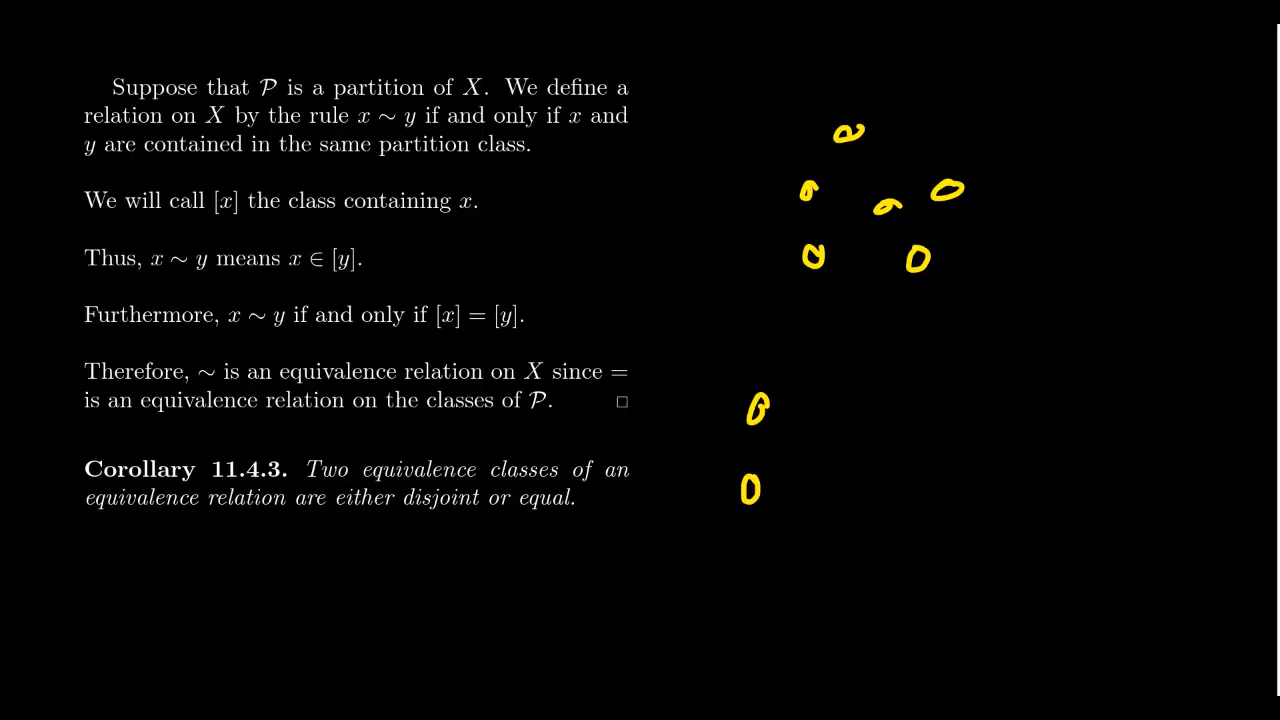 Suppose that 𝒫 is a partition of X. We define a
relation on X by the rule x ∼ y if and only if x and
y are contained in the same partition class.
We will call [x] the class containing x.
Thus, x ∼ y means x ∈ [y].
Furthermore, x ∼ y if and only if [x] = [y].
Therefore, ∼ is an equivalence relation on X since =
is an equivalence relation on the classes of 𝒫. □
Corollary 11.4.3. Two equivalence classes of an
equivalence relation are either disjoint or equal.